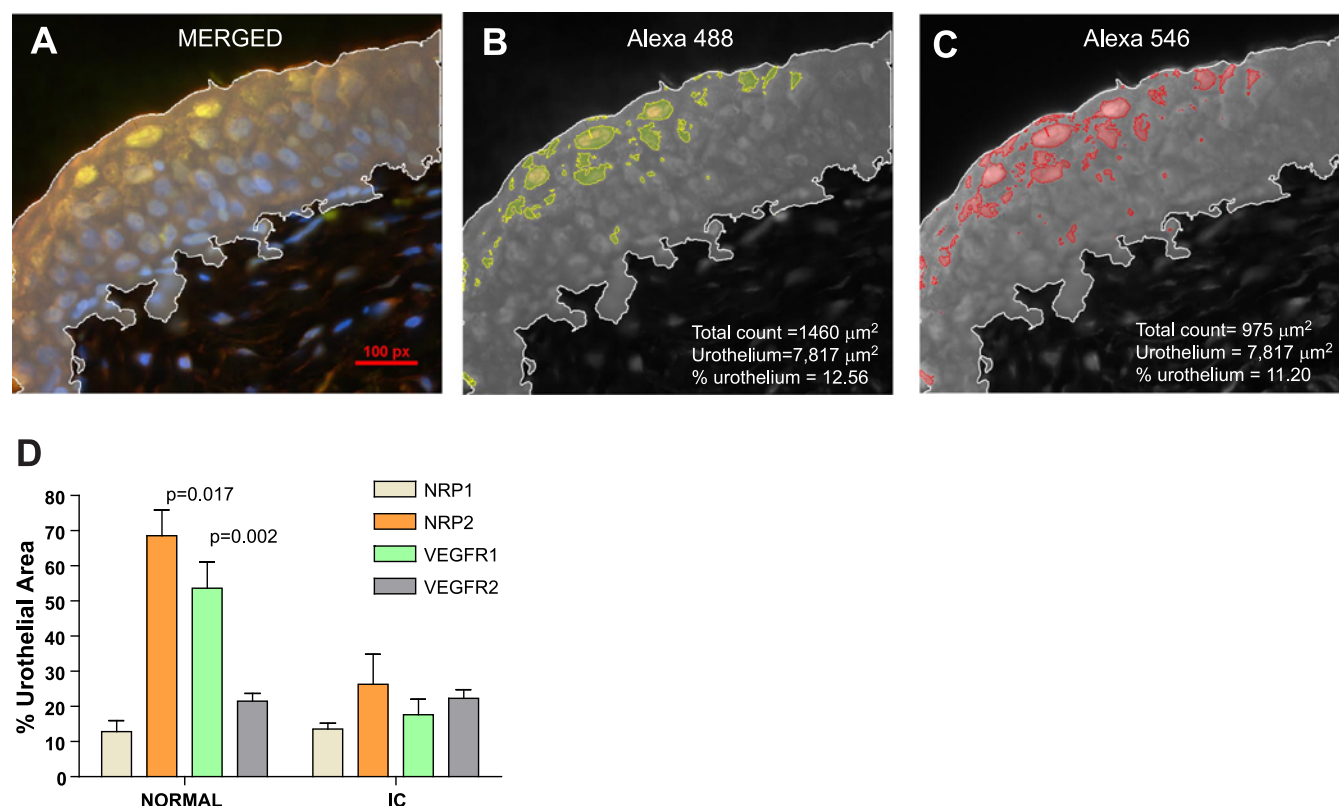 A
MERGED
100 px
B
Alexa 488
Total count =1460 μm²
Urothelium=7,817 μm²
% urothelium = 12.56
C
Alexa 546
Total count= 975 μm²
Urothelium = 7,817 μm²
% urothelium = 11.20
D
% Urothelial Area
80
70
60
50
40
30
20
10
0
p=0.017
p=0.002
NRP1
NRP2
VEGFR1
VEGFR2
NORMAL
IC